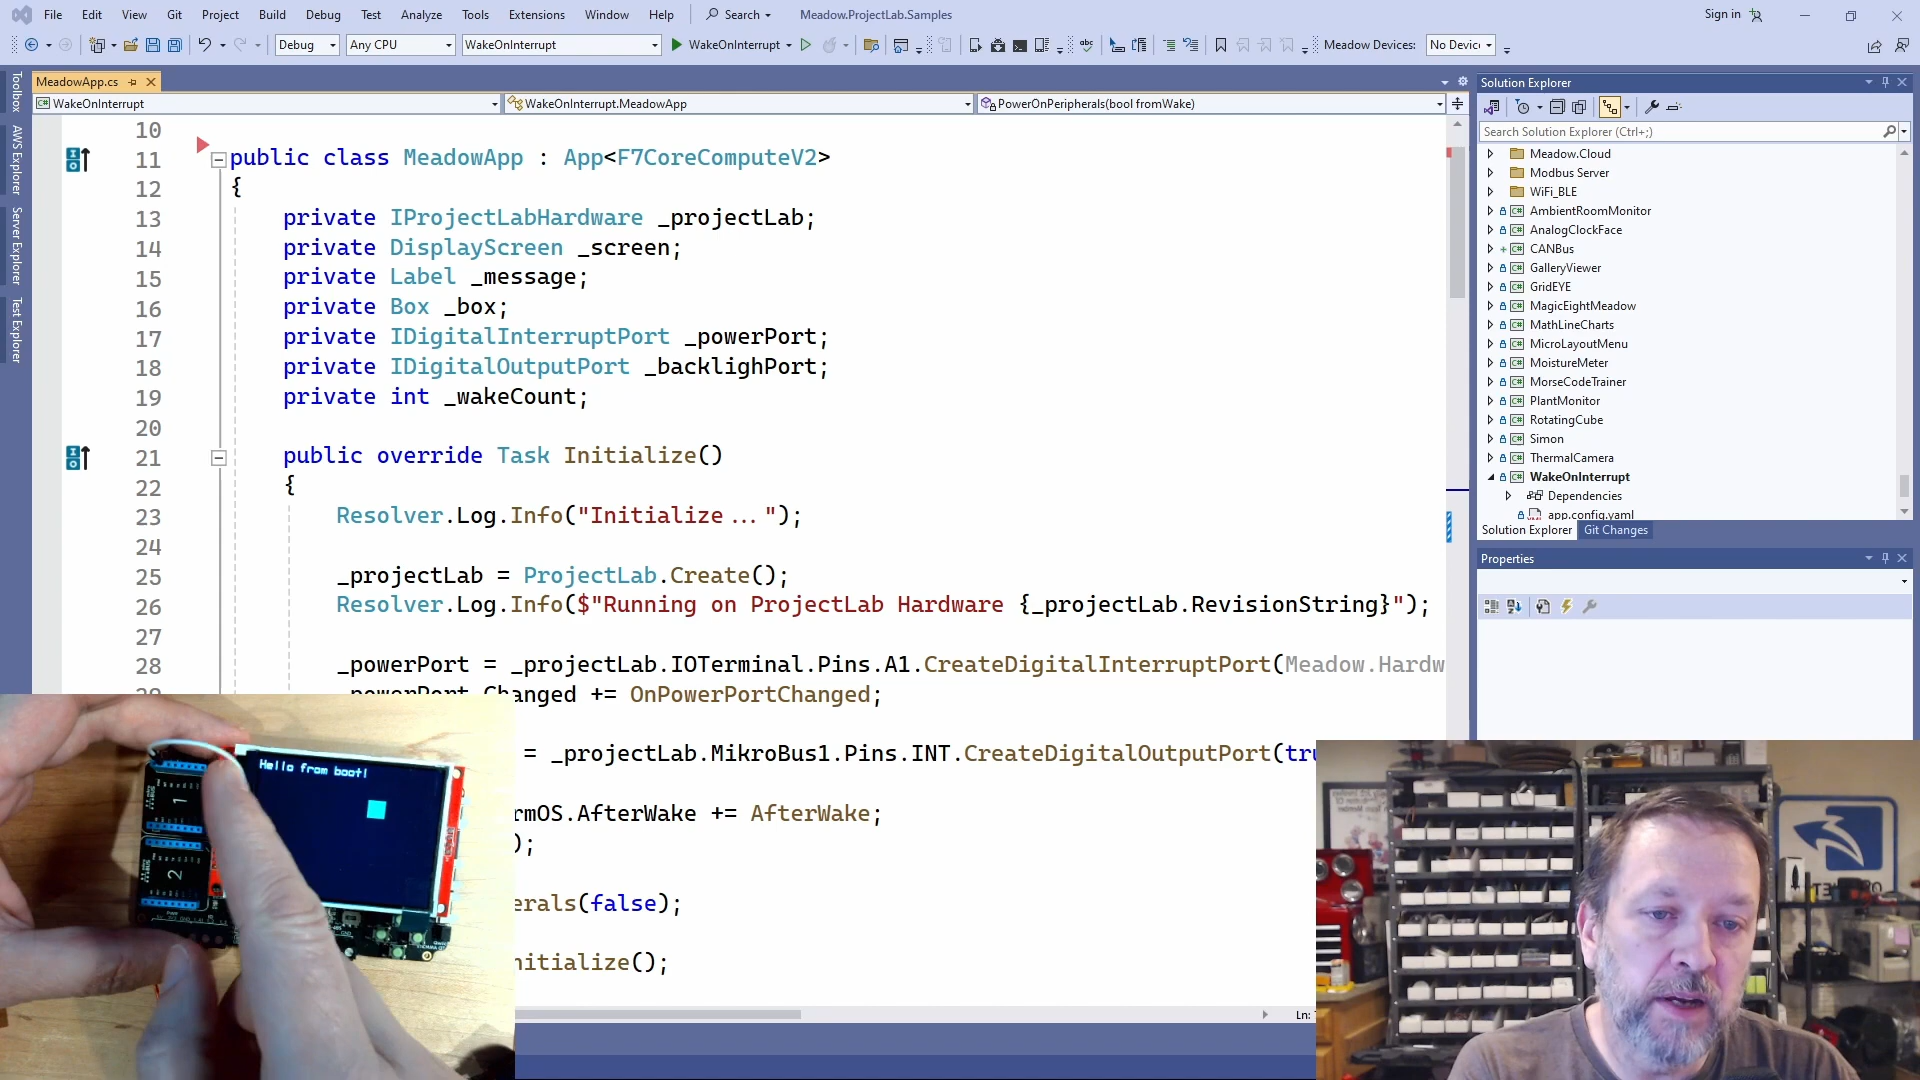 File Edit View Git Project Build Debug Test Analyze Tools Extensions Window Help Search Meadow.ProjectLab.Samples Sign in
Debug Any CPU WakeOnInterrupt WakeOnInterrupt Meadow Devices: No Devic
Toolbox
AWS Explorer
Server Explorer
Test Explorer
MeadowApp.cs
WakeOnInterrupt WakeOnInterrupt.MeadowApp PowerOnPeripherals(bool fromWake)
10
11 public class MeadowApp : App<F7CoreComputeV2>
12 {
13 private IProjectLabHardware _projectLab;
14 private DisplayScreen _screen;
15 private Label _message;
16 private Box _box;
17 private IDigitalInterruptPort _powerPort;
18 private IDigitalOutputPort _backlighPort;
19 private int _wakeCount;
20
21 public override Task Initialize()
22 {
23 Resolver.Log.Info("Initialize...");
24
25 _projectLab = ProjectLab.Create();
26 Resolver.Log.Info($"Running on ProjectLab Hardware {_projectLab.RevisionString}");
27
28 _powerPort = _projectLab.IOTerminal.Pins.A1.CreateDigitalInterruptPort(Meadow.Hardw
_powerPort.Changed += OnPowerPortChanged;
= _projectLab.MikroBus1.Pins.INT.CreateDigitalOutputPort(tru
rmOS.AfterWake += AfterWake;
);
erals(false);
nitialize();
Ln:
Solution Explorer
Search Solution Explorer (Ctrl+;)
Meadow.Cloud
Modbus Server
WiFi_BLE
AmbientRoomMonitor
AnalogClockFace
CANBus
GalleryViewer
GridEYE
MagicEightMeadow
MathLineCharts
MicroLayoutMenu
MoistureMeter
MorseCodeTrainer
PlantMonitor
RotatingCube
Simon
ThermalCamera
WakeOnInterrupt
Dependencies
app.config.yaml
Solution Explorer Git Changes
Properties
Hello from boot!
1
2